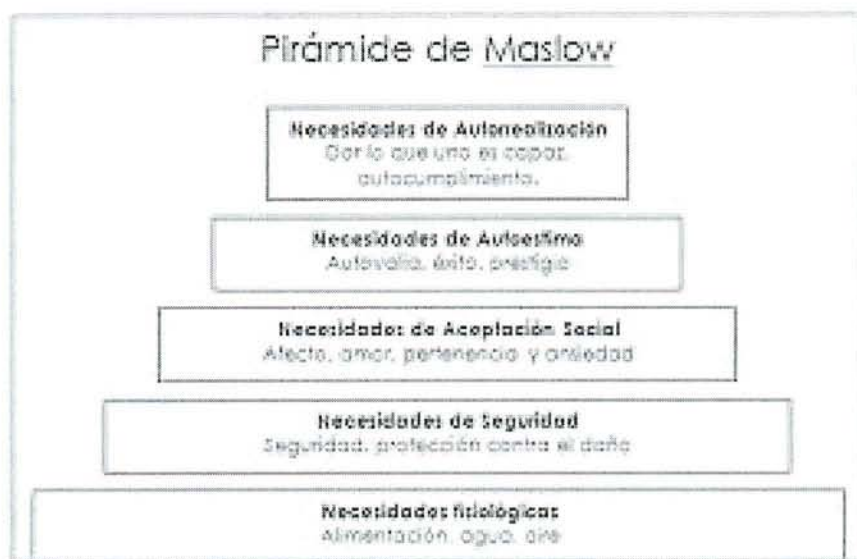 Pirámide de Maslow
Necesidades de Autorrealización
Dar lo que uno es capaz,
autocumplimiento.
Necesidades de Autoestima
Autovalía, éxito, prestigio
Necesidades de Aceptación Social
Afecto, amor, pertenencia y ansiedad
Necesidades de Seguridad
Seguridad, protección contra el daño
Necesidades fisiológicas
Alimentación, agua, aire